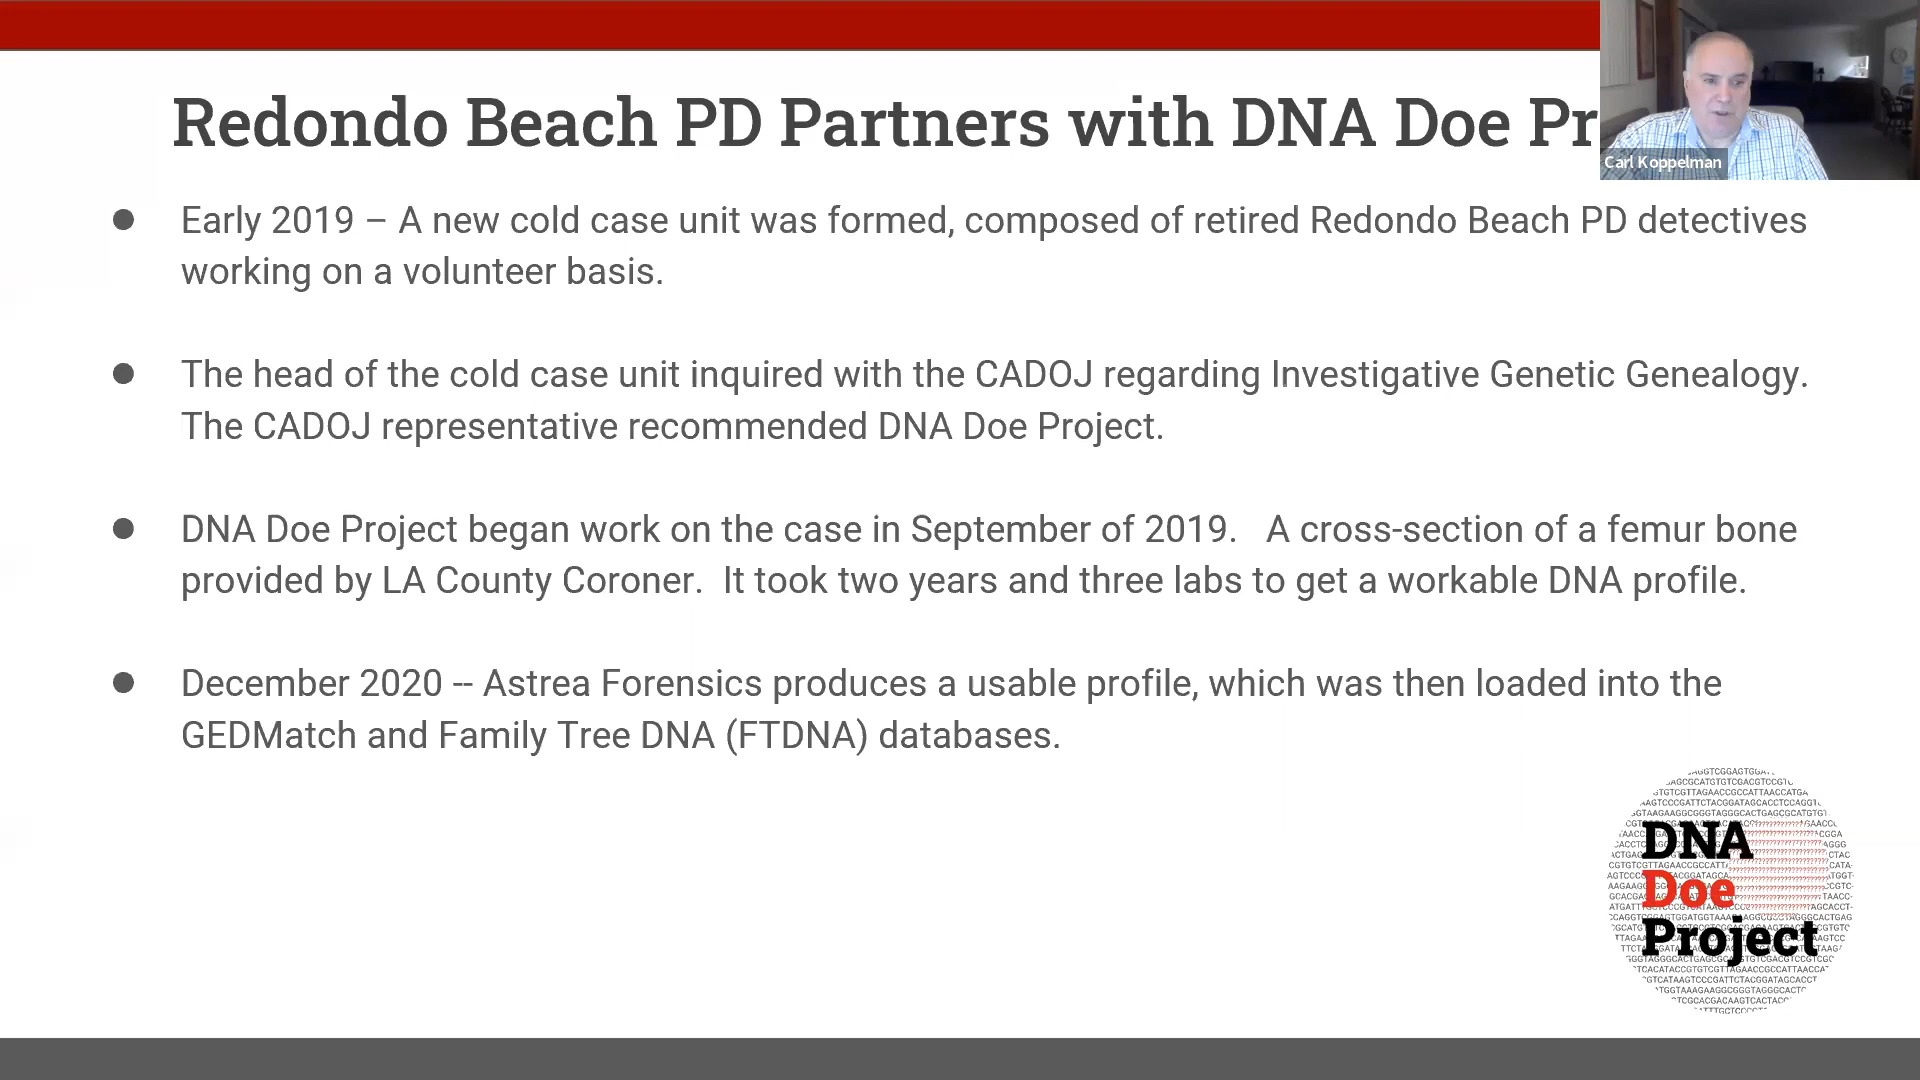 Redondo Beach PD Partners with DNA Doe Pr
Carl Koppelman
● Early 2019 – A new cold case unit was formed, composed of retired Redondo Beach PD detectives
working on a volunteer basis.
● The head of the cold case unit inquired with the CADOJ regarding Investigative Genetic Genealogy.
The CADOJ representative recommended DNA Doe Project.
● DNA Doe Project began work on the case in September of 2019. A cross-section of a femur bone
provided by LA County Coroner. It took two years and three labs to get a workable DNA profile.
● December 2020 -- Astrea Forensics produces a usable profile, which was then loaded into the
GEDMatch and Family Tree DNA (FTDNA) databases.
DNA
Doe
Project